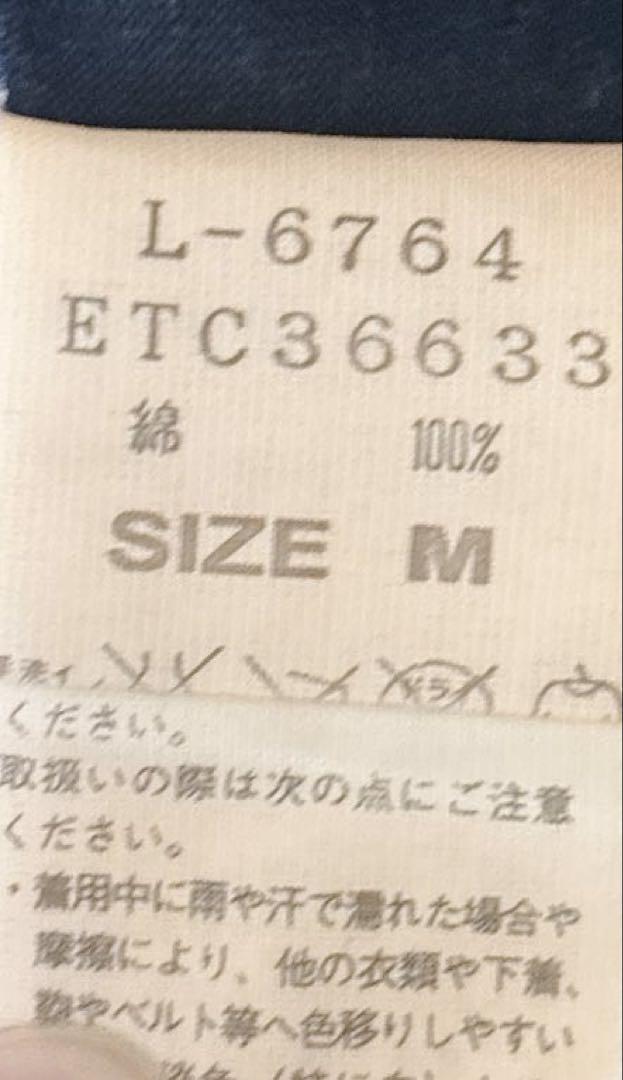 L-6764
ETC36633
綿 100%
SIZE M
ドラ
ください。
取扱いの際は次の点にご注意
ください。
・着用中に雨や汗で濡れた場合や
摩擦により、他の衣類や下着、
鞄やベルト等へ色移りしやすい